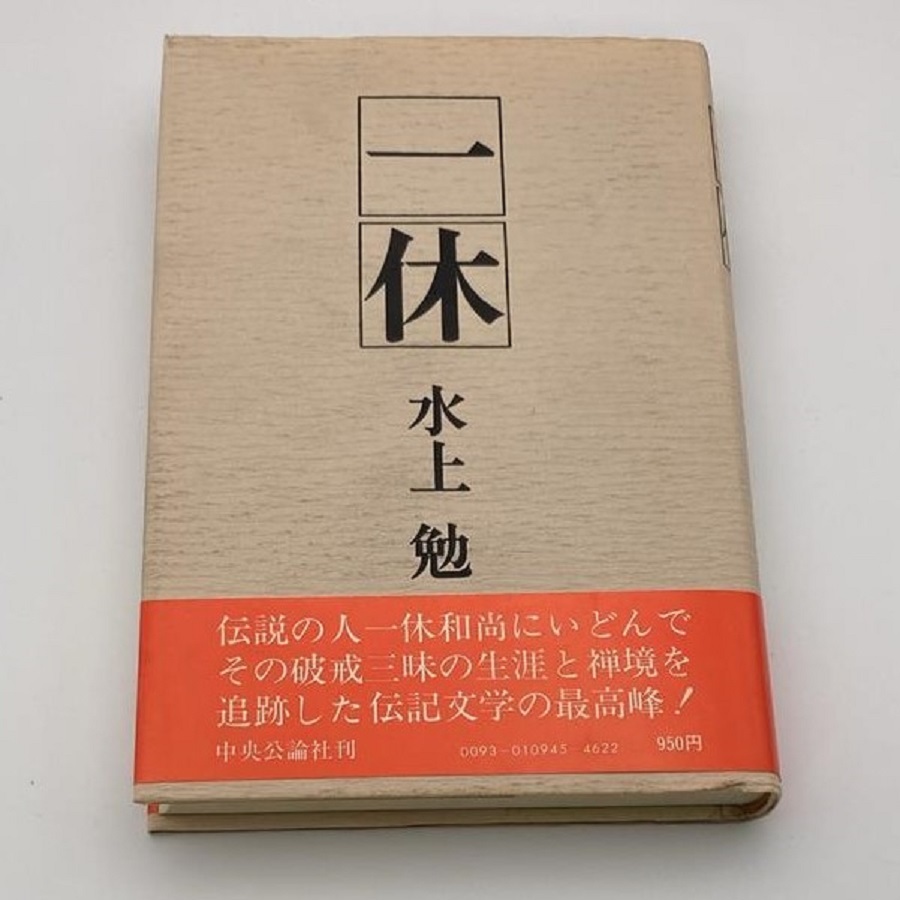 一休
水上 勉
伝説の人一休和尚にいどんで
その破戒三昧の生涯と禅境を
追跡した伝記文学の最高峰!
中央公論社刊 0093-010945-4622 950円